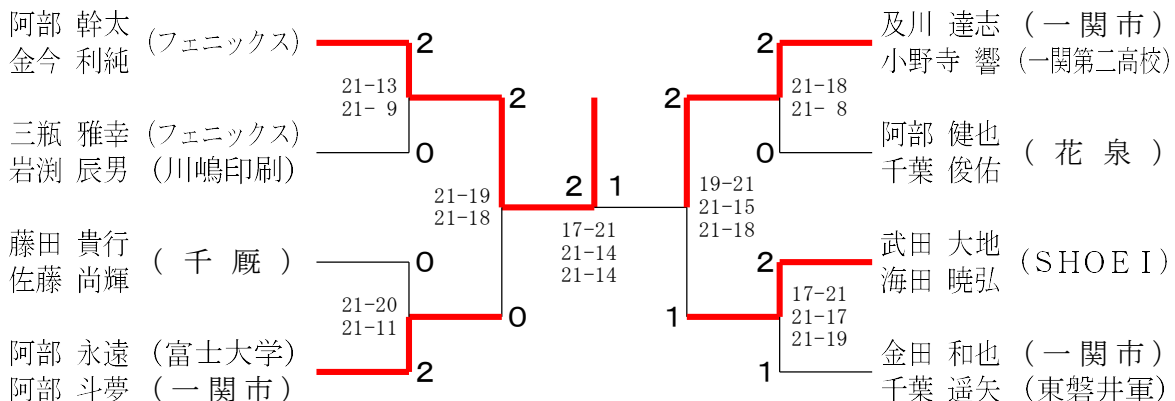 阿部 幹太
金今 利純
(フェニックス)
2
21-13
21- 9
2
三瓶 雅幸 (フェニックス)
岩渕 辰男 (川嶋印刷)
0
21-19
21-18
藤田 貴行
佐藤 尚輝
(千厩)
0
21-20
21-11
0
阿部 永遠 (富士大学)
阿部 斗夢 (一関市)
2
2 1
17-21
21-14
21-14
2
及川 達志 (一関市)
小野寺 響 (一関第二高校)
21-18
21- 8
2
0
阿部 健也
千葉 俊佑
(花泉)
19-21
21-15
21-18
2
武田 大地
海田 暁弘
(SHOEI)
17-21
21-17
21-19
1
1
金田 和也 (一関市)
千葉 遥矢 (東磐井軍)